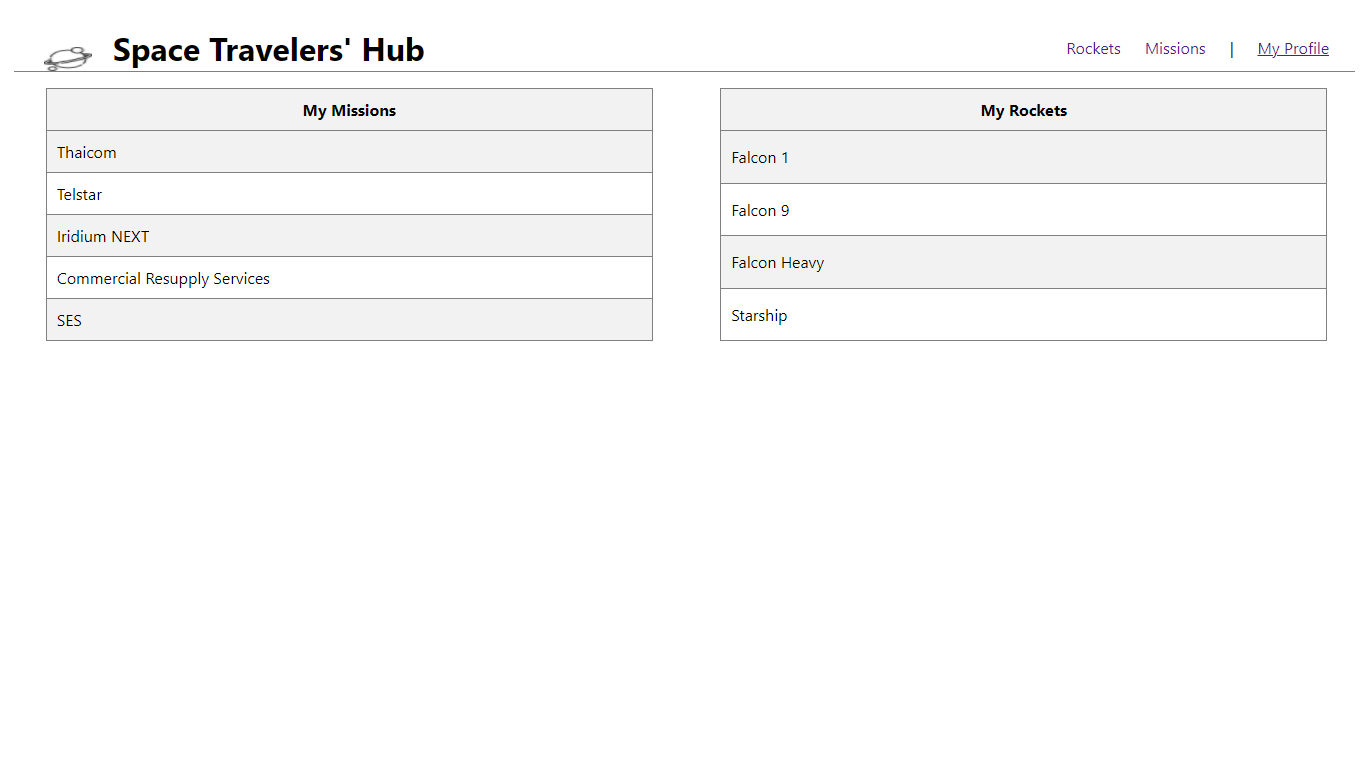 Space Travelers' Hub
Rockets Missions | My Profile
My Missions
Thaicom
Telstar
Iridium NEXT
Commercial Resupply Services
SES
My Rockets
Falcon 1
Falcon 9
Falcon Heavy
Starship